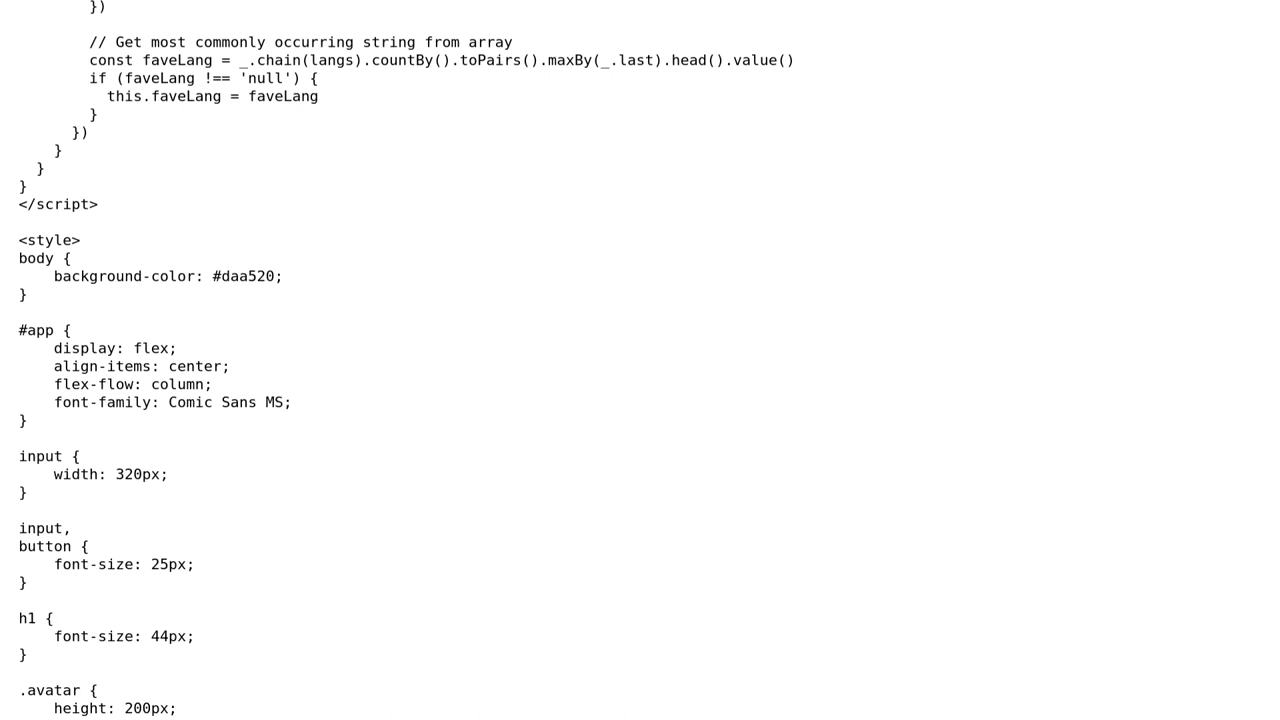 })

        // Get most commonly occurring string from array
        const faveLang = _.chain(langs).countBy().toPairs().maxBy(_.last).head().value()
        if (faveLang !== 'null') {
          this.faveLang = faveLang
        }
      })
    }
  }
}
</script>

<style>
body {
    background-color: #daa520;
}

#app {
    display: flex;
    align-items: center;
    flex-flow: column;
    font-family: Comic Sans MS;
}

input {
    width: 320px;
}

input,
button {
    font-size: 25px;
}

h1 {
    font-size: 44px;
}

.avatar {
    height: 200px;